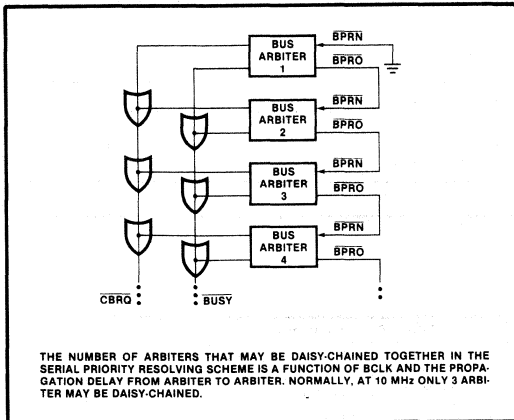 BUS
ARBITER
1
BPRN
BPRO
BUS
ARBITER
2
BPRN
BPRO
BUS
ARBITER
3
BPRN
BPRO
BUS
ARBITER
4
BPRN
BPRO
CBRQ
BUSY
THE NUMBER OF ARBITERS THAT MAY BE DAISY-CHAINED TOGETHER IN THE
SERIAL PRIORITY RESOLVING SCHEME IS A FUNCTION OF BCLK AND THE PROPA-
GATION DELAY FROM ARBITER TO ARBITER. NORMALLY, AT 10 MHz ONLY 3 ARBI-
TER MAY BE DAISY-CHAINED.